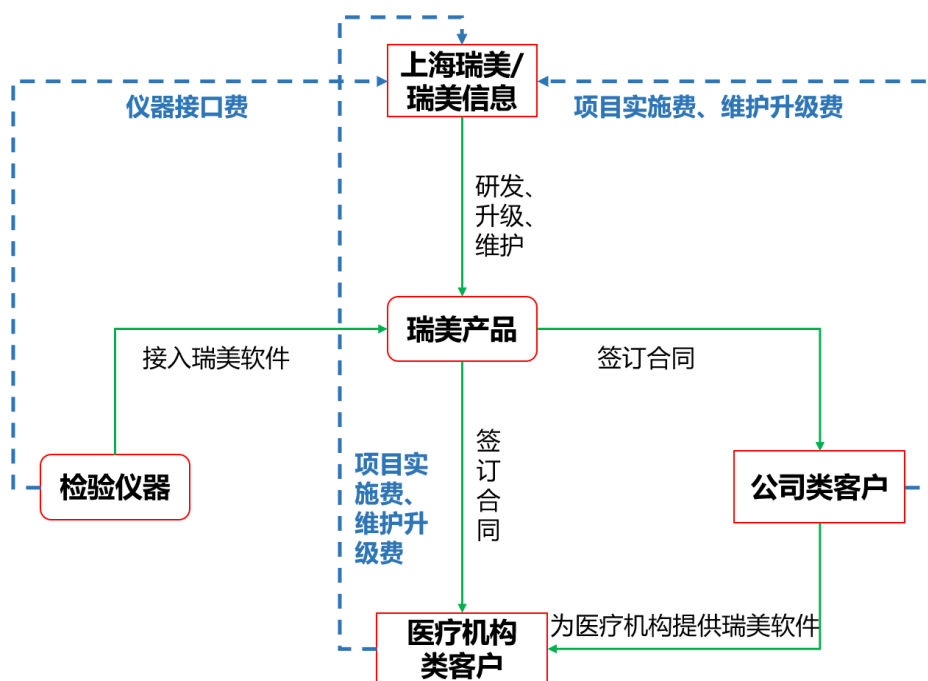 上海瑞美/
瑞美信息
仪器接口费
项目实施费、维护升级费
研发、
升级、
维护
瑞美产品
接入瑞美软件
签订合同
签
订
合
同
项目实
施费、
维护升
级费
检验仪器
公司类客户
为医疗机构提供瑞美软件
医疗机构
类客户